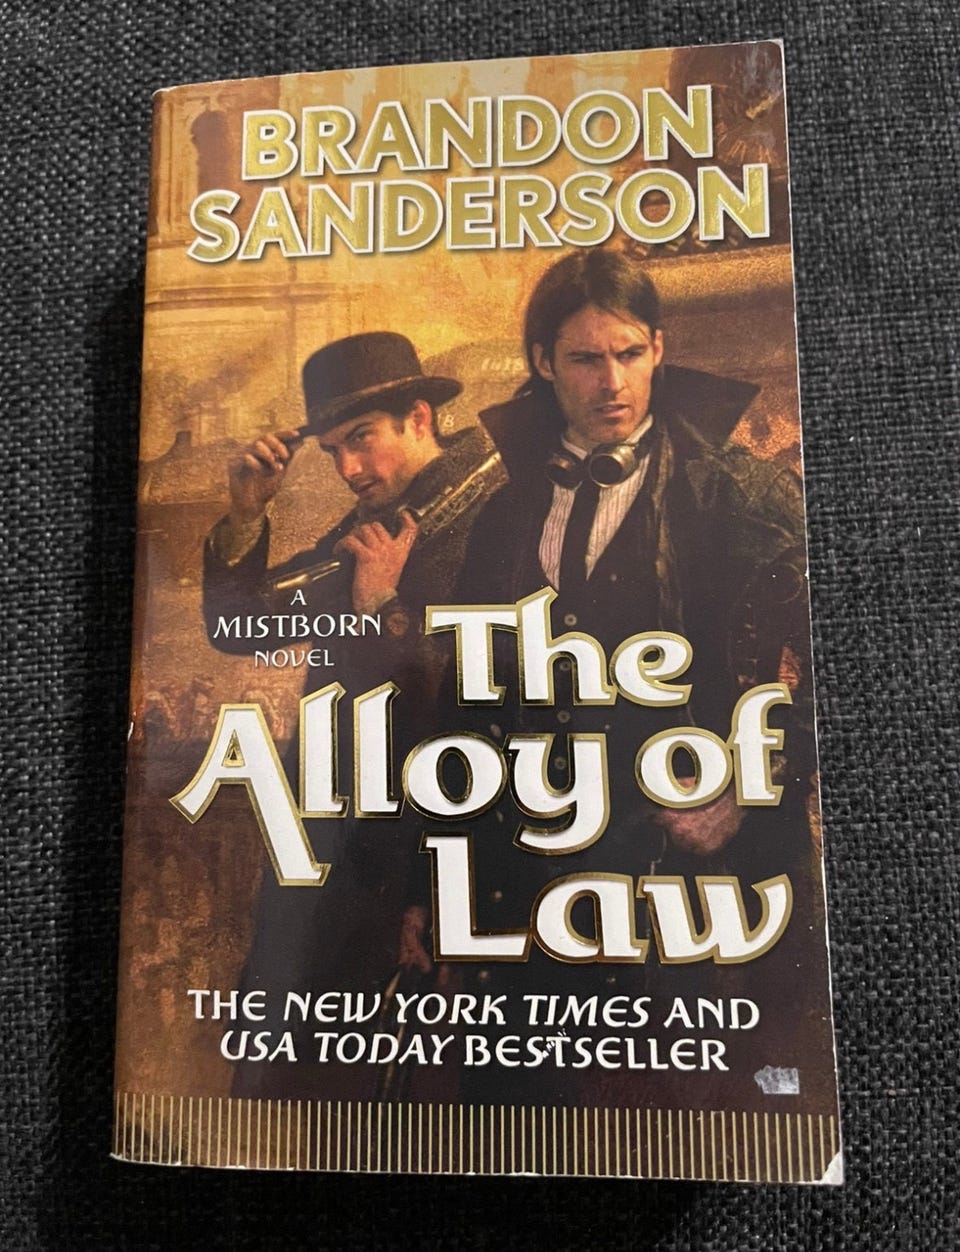 BRANDON
SANDERSON
A
MISTBORN
NOVEL
The
Alloy of
Law
THE NEW YORK TIMES AND
USA TODAY BESTSELLER